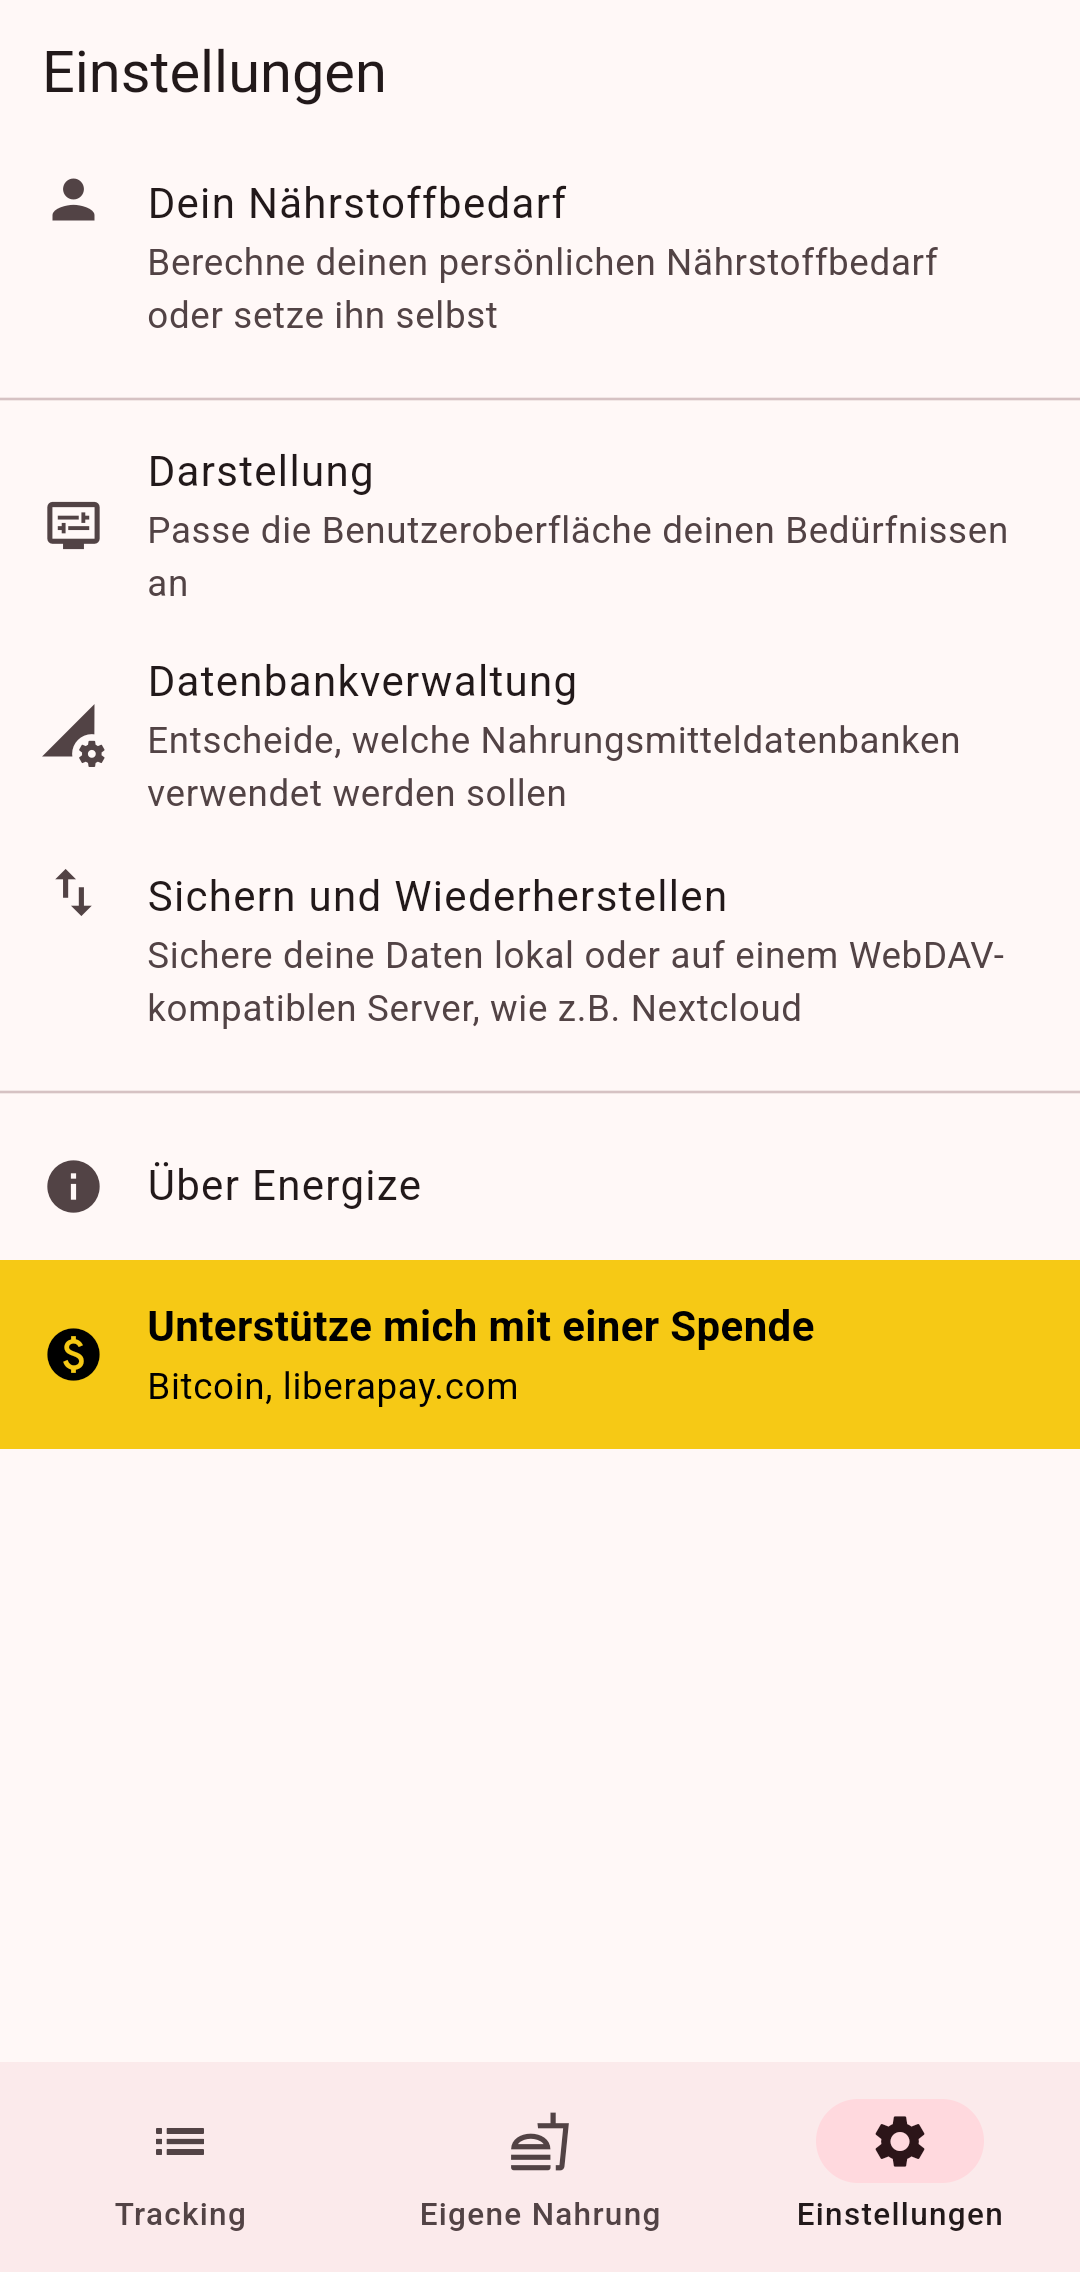 Einstellungen
Dein Nährstoffbedarf
Berechne deinen persönlichen Nährstoffbedarf
oder setze ihn selbst
Darstellung
Passe die Benutzeroberfläche deinen Bedürfnissen
an
Datenbankverwaltung
Entscheide, welche Nahrungsmitteldatenbanken
verwendet werden sollen
Sichern und Wiederherstellen
Sichere deine Daten lokal oder auf einem WebDAV-
kompatiblen Server, wie z.B. Nextcloud
Über Energize
Unterstütze mich mit einer Spende
Bitcoin, liberapay.com
Tracking
Eigene Nahrung
Einstellungen